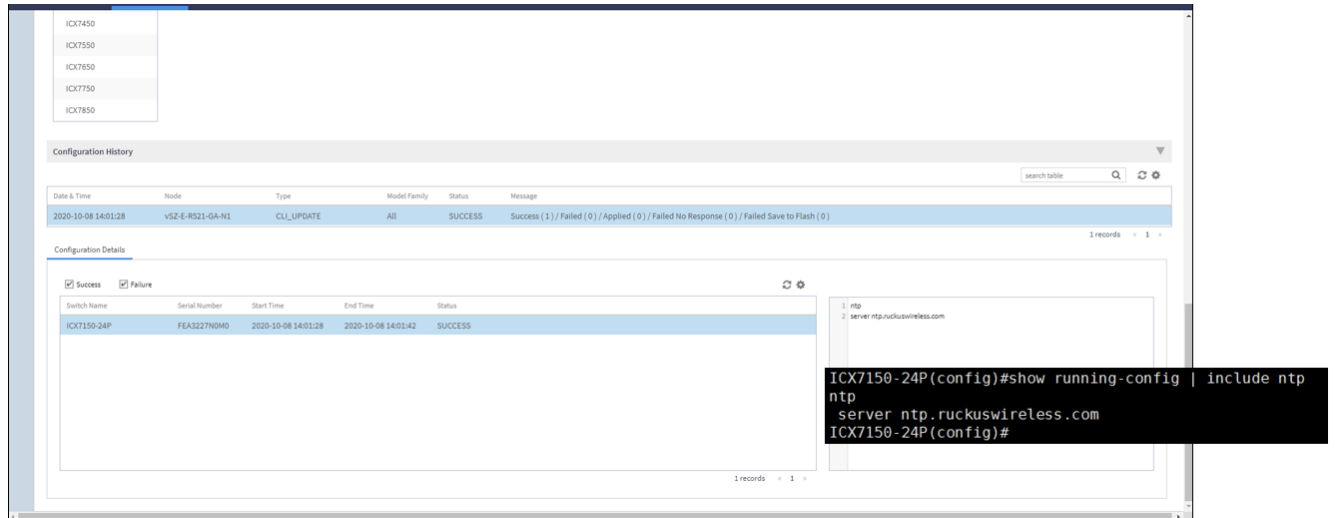 ICX7450
ICX7550
ICX7650
ICX7750
ICX7850
Configuration History
search table
Date & Time Node Type Model Family Status Message
2020-10-08 14:01:28 vSZ-E-R521-GA-N1 CLI_UPDATE All SUCCESS Success ( 1 ) / Failed ( 0 ) / Applied ( 0 ) / Failed No Response ( 0 ) / Failed Save to Flash ( 0 )
1 records « 1 »
Configuration Details
Success Failure
Switch Name Serial Number Start Time End Time Status
ICX7150-24P FEA3227N0M0 2020-10-08 14:01:28 2020-10-08 14:01:42 SUCCESS
1 records « 1 »
1 ntp
2 server ntp.ruckuswireless.com
ICX7150-24P(config)#show running-config | include ntp
ntp
server ntp.ruckuswireless.com
ICX7150-24P(config)#